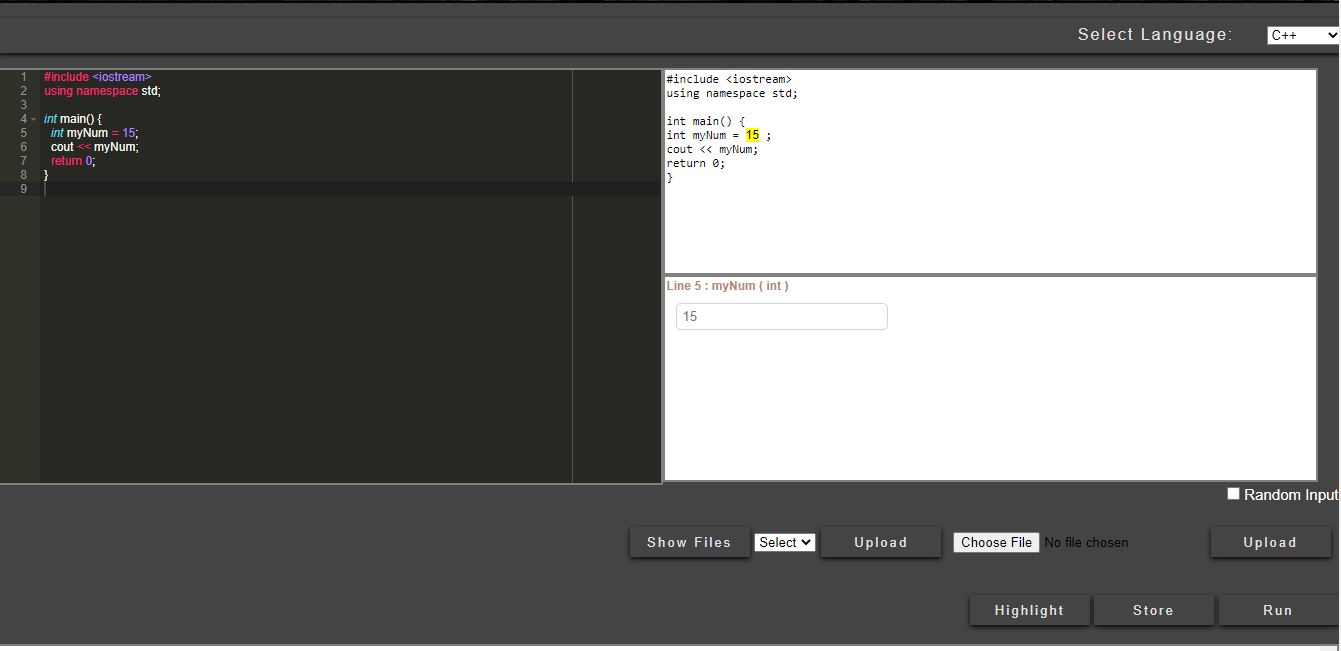 Select Language: C++
1 #include <iostream>
2 using namespace std;
3
4 int main() {
5 int myNum = 15;
6 cout << myNum;
7 return 0;
8 }
9
#include <iostream>
using namespace std;
int main() {
int myNum = 15 ;
cout << myNum;
return 0;
}
Line 5 : myNum ( int )
15
Random Input
Show Files Select Upload Choose File No file chosen Upload
Highlight Store Run